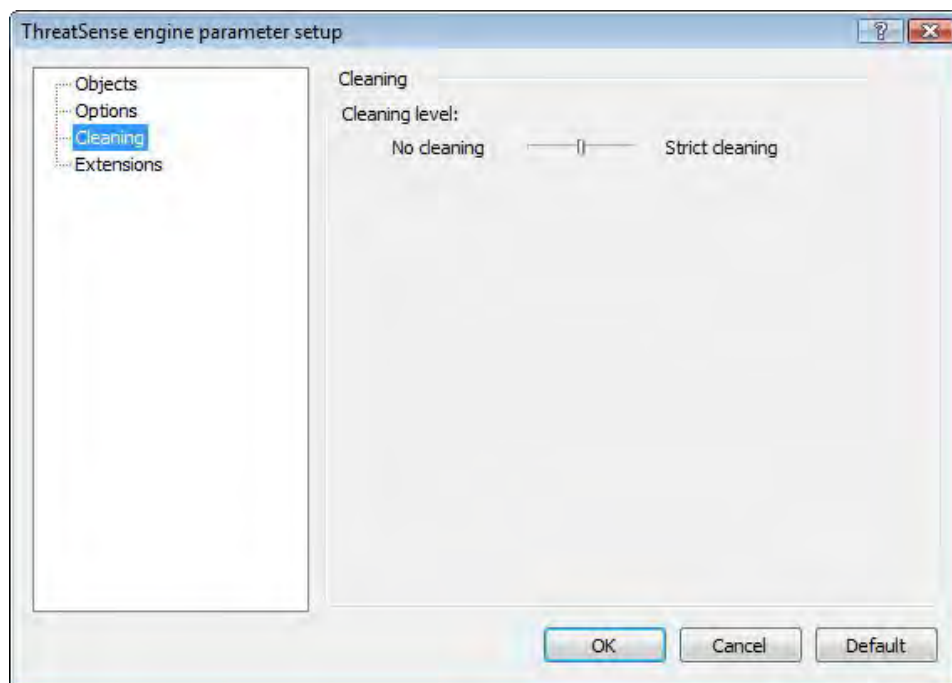 ThreatSense engine parameter setup
Objects
Options
Cleaning
Extensions
Cleaning
Cleaning level:
No cleaning Strict cleaning
OK Cancel Default